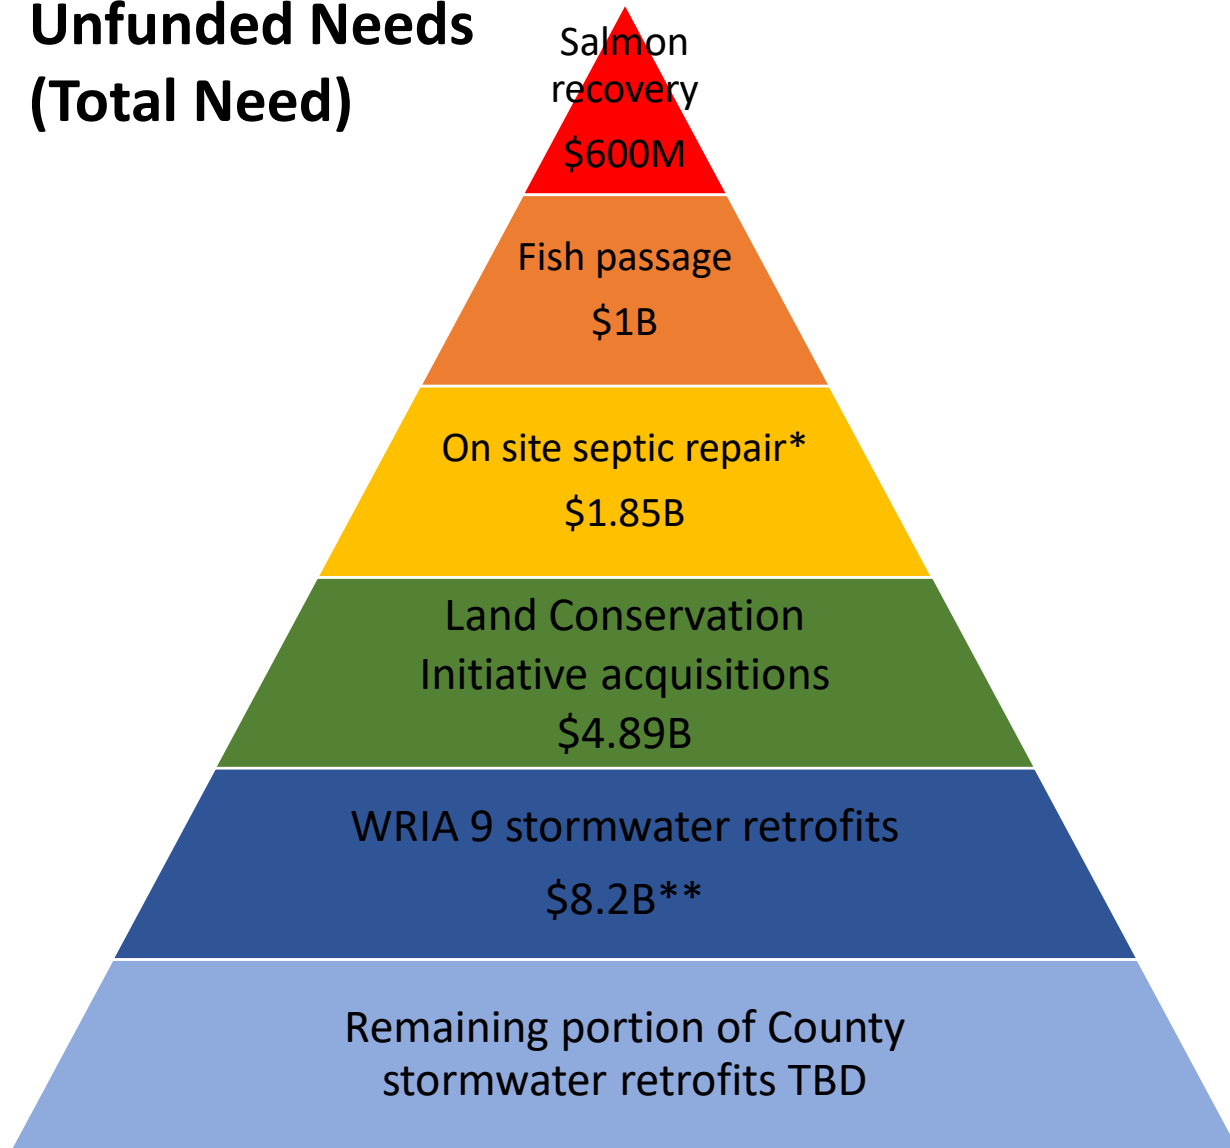 Unfunded Needs
(Total Need)
Salmon
recovery
$600M
Fish passage
$1B
On site septic repair*
$1.85B
Land Conservation
Initiative acquisitions
$4.89B
WRIA 9 stormwater retrofits
$8.2B**
Remaining portion of County
stormwater retrofits TBD